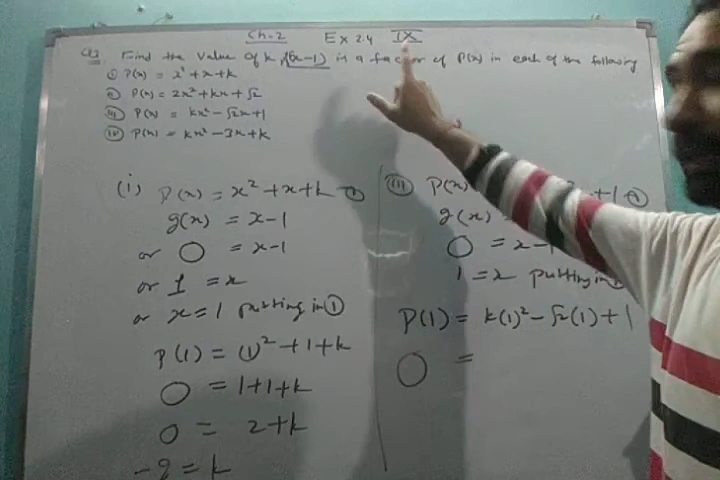 Ch-2 Ex 2.4 IX
Q3. Find the value of k, if (x-1) is a factor of P(x) in each of the following
(i) P(x) = x² + x + k
(ii) P(x) = 2x² + kx + √2
(iii) P(x) = kx² - √2x + 1
(iv) P(x) = kx² - 3x + k
(i) P(x) = x² + x + k ①
g(x) = x-1
or 0 = x-1
or 1 = x
or x = 1 putting in ①
P(1) = (1)² + 1 + k
0 = 1+1+k
0 = 2+k
-2 = k
(iii) P(x) +1 ①
g(x) =
0 = x-1
1 = x putting in
P(1) = k(1)² - √2(1) + 1
0 =